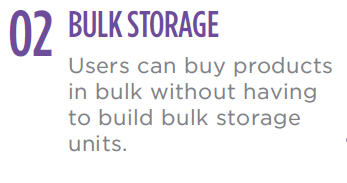 02 BULK STORAGE
Users can buy products
in bulk without having
to build bulk storage
units.